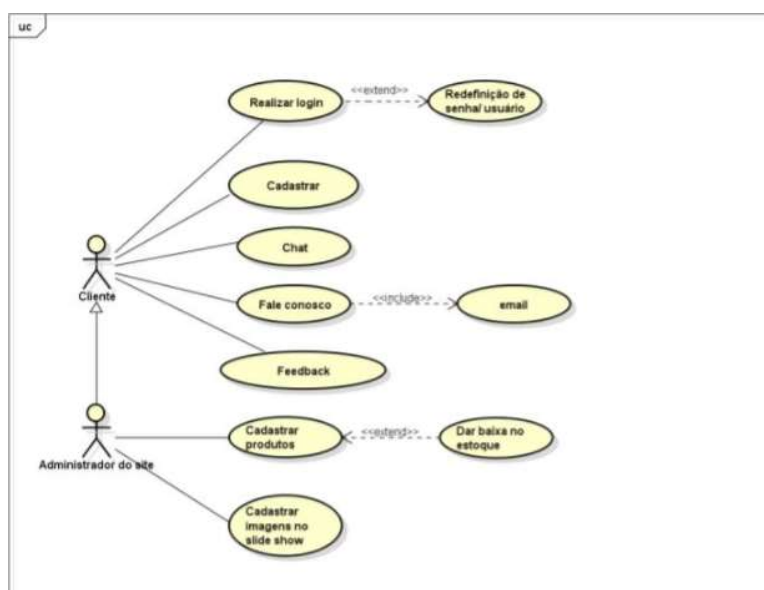 uc
Realizar login
<<extend>>
Redefinição de
senha/ usuário
Cadastrar
Chat
Cliente
Fale conosco
<<include>>
email
Feedback
Cadastrar
produtos
<<extend>>
Dar baixa no
estoque
Administrador do site
Cadastrar
imagens no
slide show